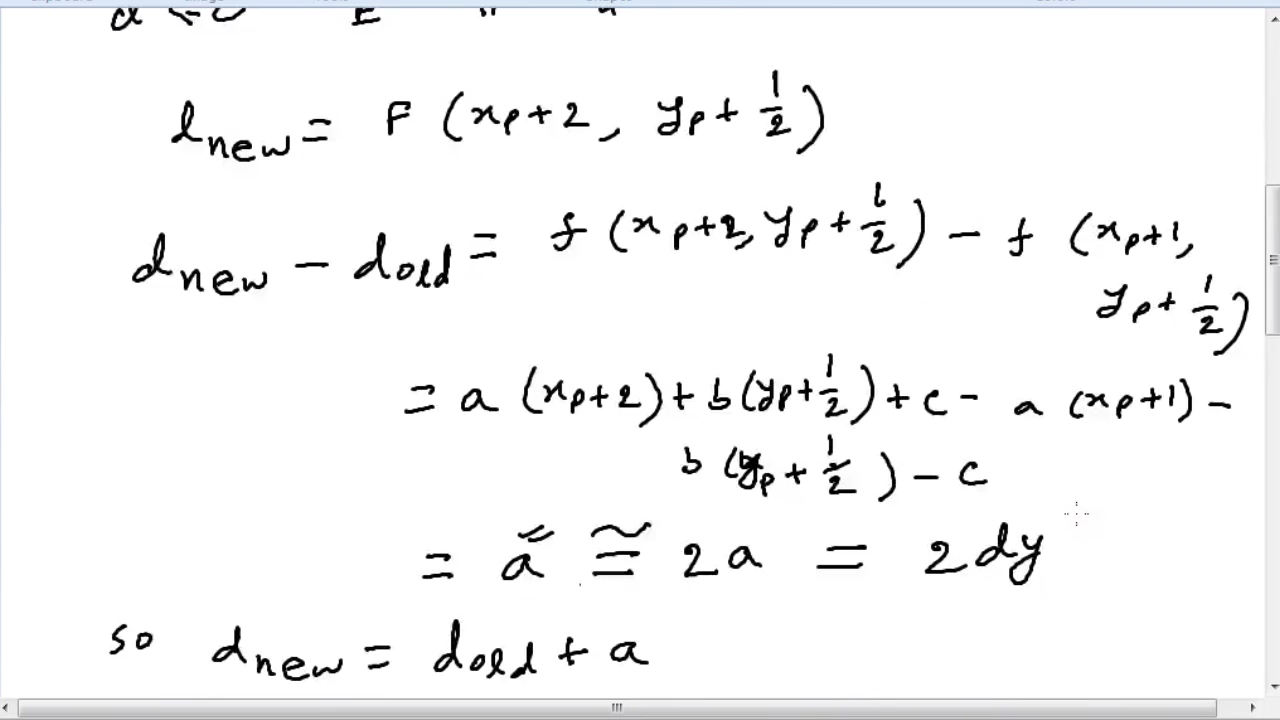 d_new = F (x_p + 2, y_p + 1/2)
d_new - d_old = f (x_p + 2, y_p + 1/2) - f (x_p + 1,
y_p + 1/2)
= a (x_p + 2) + b (y_p + 1/2) + c - a (x_p + 1) -
b (y_p + 1/2) - c
= a ≅ 2a = 2dy
so d_new = d_old + a